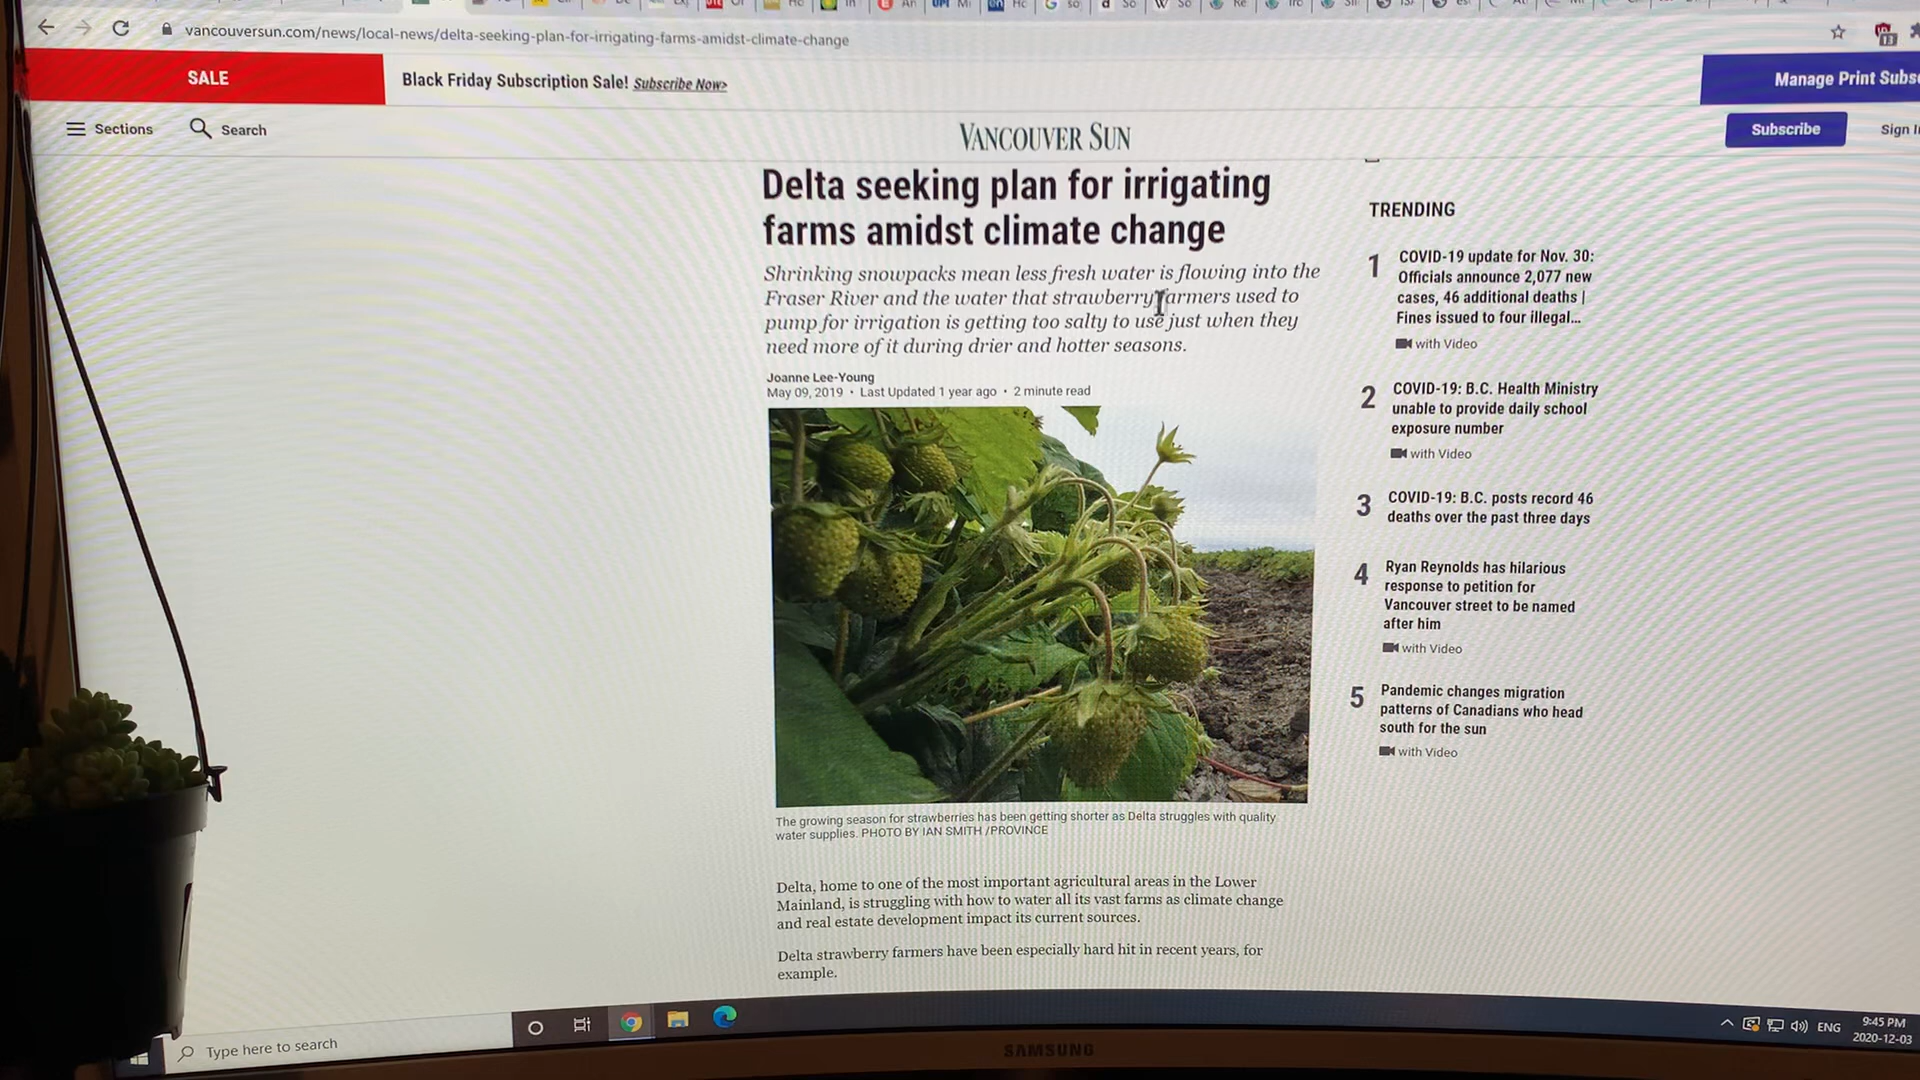 vancouversun.com/news/local-news/delta-seeking-plan-for-irrigating-farms-amidst-climate-change
13
SALE
Black Friday Subscription Sale! Subscribe Now>
Manage Print
Sections
Search
VANCOUVER SUN
Subscribe
Sign
Delta seeking plan for irrigating
farms amidst climate change
Shrinking snowpacks mean less fresh water is flowing into the
Fraser River and the water that strawberry farmers used to
pump for irrigation is getting too salty to use just when they
need more of it during drier and hotter seasons.
Joanne Lee-Young
May 09, 2019 • Last Updated 1 year ago • 2 minute read
The growing season for strawberries has been getting shorter as Delta struggles with quality
water supplies. PHOTO BY IAN SMITH /PROVINCE
Delta, home to one of the most important agricultural areas in the Lower
Mainland, is struggling with how to water all its vast farms as climate change
and real estate development impact its current sources.
Delta strawberry farmers have been especially hard hit in recent years, for
example.
TRENDING
1
COVID-19 update for Nov. 30:
Officials announce 2,077 new
cases, 46 additional deaths |
Fines issued to four illegal...
with Video
2
COVID-19: B.C. Health Ministry
unable to provide daily school
exposure number
with Video
3
COVID-19: B.C. posts record 46
deaths over the past three days
4
Ryan Reynolds has hilarious
response to petition for
Vancouver street to be named
after him
with Video
5
Pandemic changes migration
patterns of Canadians who head
south for the sun
with Video
Type here to search
ENG
9:45 PM
2020-12-03
SAMSUNG